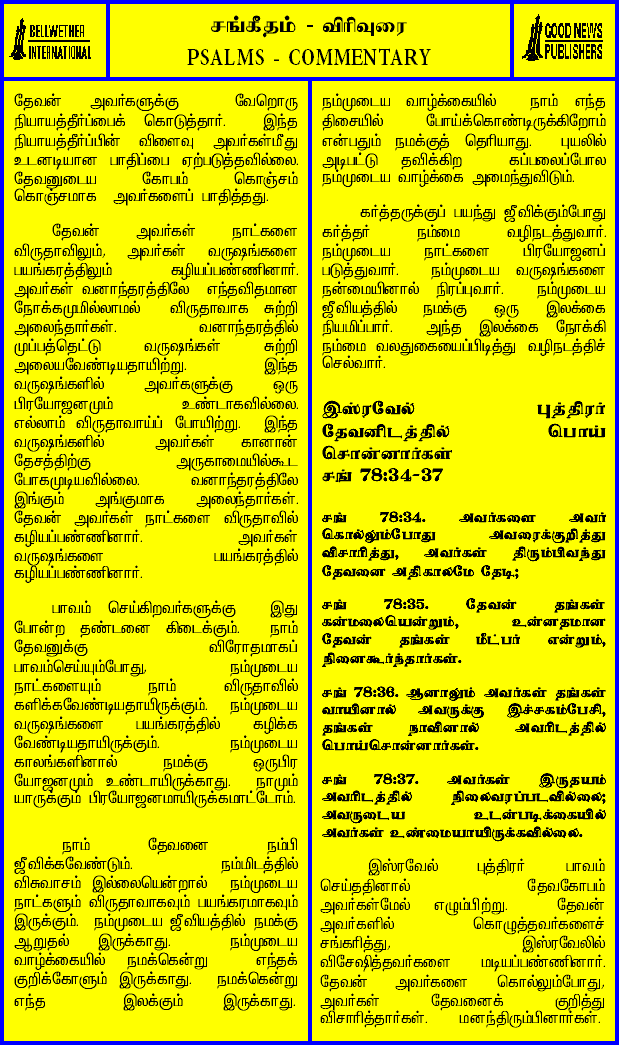 BELLWETHER
INTERNATIONAL
சங்கீதம் - விரிவுரை
PSALMS - COMMENTARY
GOOD NEWS
PUBLISHERS
தேவன் அவர்களுக்கு வேறொரு
நியாயத்தீர்ப்பைக் கொடுத்தார். இந்த
நியாயத்தீர்ப்பின் விளைவு அவர்கள்மீது
உடனடியான பாதிப்பை ஏற்படுத்தவில்லை.
தேவனுடைய கோபம் கொஞ்சம்
கொஞ்சமாக அவர்களைப் பாதித்தது.
தேவன் அவர்கள் நாட்களை
விருதாவிலும், அவர்கள் வருஷங்களை
பயங்கரத்திலும் கழியப்பண்ணினார்.
அவர்கள் வனாந்தரத்திலே எந்தவிதமான
நோக்கமுமில்லாமல் விருதாவாக சுற்றி
அலைந்தார்கள். வனாந்தரத்தில்
முப்பத்தெட்டு வருஷங்கள் சுற்றி
அலையவேண்டியதாயிற்று. இந்த
வருஷங்களில் அவர்களுக்கு ஒரு
பிரயோஜனமும் உண்டாகவில்லை.
எல்லாம் விருதாவாய்ப் போயிற்று. இந்த
வருஷங்களில் அவர்கள் கானான்
தேசத்திற்கு அருகாமையில்கூட
போகமுடியவில்லை. வனாந்தரத்திலே
இங்கும் அங்குமாக அலைந்தார்கள்.
தேவன் அவர்கள் நாட்களை விருதாவில்
கழியப்பண்ணினார். அவர்கள்
வருஷங்களை பயங்கரத்தில்
கழியப்பண்ணினார்.
பாவம் செய்கிறவர்களுக்கு இது
போன்ற தண்டனை கிடைக்கும். நாம்
தேவனுக்கு விரோதமாகப்
பாவம்செய்யும்போது, நம்முடைய
நாட்களையும் நாம் விருதாவில்
களிக்கவேண்டியதாயிருக்கும். நம்முடைய
வருஷங்களை பயங்கரத்தில் கழிக்க
வேண்டியதாயிருக்கும். நம்முடைய
காலங்களினால் நமக்கு ஒருபிர
யோஜனமும் உண்டாயிருக்காது. நாமும்
யாருக்கும் பிரயோஜனமாயிருக்கமாட்டோம்.
நாம் தேவனை நம்பி
ஜீவிக்கவேண்டும். நம்மிடத்தில்
விசுவாசம் இல்லையென்றால் நம்முடைய
நாட்களும் விருதாவாகவும் பயங்கரமாகவும்
இருக்கும். நம்முடைய ஜீவியத்தில் நமக்கு
ஆறுதல் இருக்காது. நம்முடைய
வாழ்க்கையில் நமக்கென்று எந்தக்
குறிக்கோளும் இருக்காது. நமக்கென்று
எந்த இலக்கும் இருக்காது.
நம்முடைய வாழ்க்கையில் நாம் எந்த
திசையில் போய்க்கொண்டிருக்கிறோம்
என்பதும் நமக்குத் தெரியாது. புயலில்
அடிபட்டு தவிக்கிற கப்பலைப்போல
நம்முடைய வாழ்க்கை அமைந்துவிடும்.
கர்த்தருக்குப் பயந்து ஜீவிக்கும்போது
கர்த்தர் நம்மை வழிநடத்துவார்.
நம்முடைய நாட்களை பிரயோஜனப்
படுத்துவார். நம்முடைய வருஷங்களை
நன்மையினால் நிரப்புவார். நம்முடைய
ஜீவியத்தில் நமக்கு ஒரு இலக்கை
நியமிப்பார். அந்த இலக்கை நோக்கி
நம்மை வலதுகையைப்பிடித்து வழிநடத்திச்
செல்வார்.
இஸ்ரவேல் புத்திரர்
தேவனிடத்தில் பொய்
சொன்னார்கள்
சங் 78:34-37
சங் 78:34. அவர்களை அவர்
கொல்லும்போது அவரைக்குறித்து
விசாரித்து, அவர்கள் திரும்பிவந்து
தேவனை அதிகாலமே தேடி;
சங் 78:35. தேவன் தங்கள்
கன்மலையென்றும், உன்னதமான
தேவன் தங்கள் மீட்பர் என்றும்,
நினைகூர்ந்தார்கள்.
சங் 78:36. ஆனாலும் அவர்கள் தங்கள்
வாயினால் அவருக்கு இச்சகம்பேசி,
தங்கள் நாவினால் அவரிடத்தில்
பொய்சொன்னார்கள்.
சங் 78:37. அவர்கள் இருதயம்
அவரிடத்தில் நிலைவரப்படவில்லை;
அவருடைய உடன்படிக்கையில்
அவர்கள் உண்மையாயிருக்கவில்லை.
இஸ்ரவேல் புத்திரர் பாவம்
செய்ததினால் தேவகோபம்
அவர்கள்மேல் எழும்பிற்று. தேவன்
அவர்களில் கொழுத்தவர்களைச்
சங்கரித்து, இஸ்ரவேலில்
விசேஷித்தவர்களை மடியப்பண்ணினார்.
தேவன் அவர்களை கொல்லும்போது,
அவர்கள் தேவனைக் குறித்து
விசாரித்தார்கள். மனந்திரும்பினார்கள்.